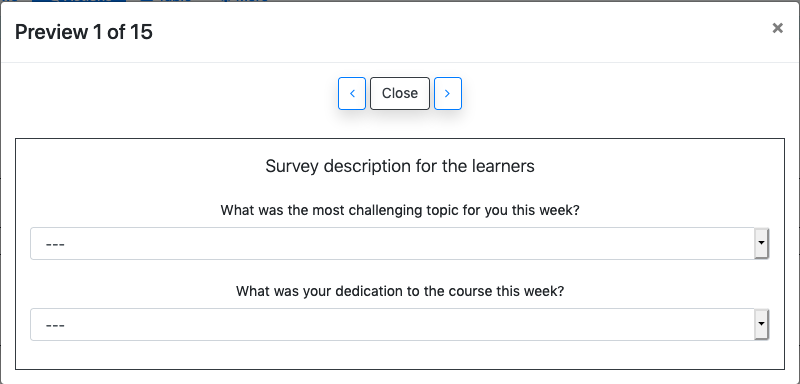 Preview 1 of 15
×
< Close >
Survey description for the learners
What was the most challenging topic for you this week?
---
What was your dedication to the course this week?
---